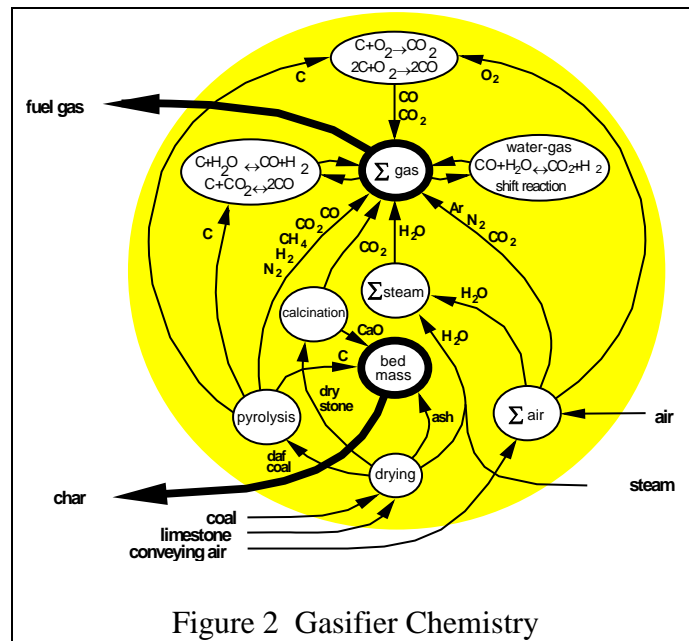 C+O2→CO2
2C+O2→2CO
C
O2
fuel gas
CO
CO2
C+H2O ↔CO+H2
C+CO2↔2CO
Σ gas
water-gas
CO+H2O↔CO2+H2
shift reaction
C
CO
CO2
CH4
H2
N2
CO2
H2O
Ar
N2
CO2
calcination
Σ steam
H2O
H2O
CaO
C
bed
mass
pyrolysis
dry
stone
ash
Σ air
air
daf
coal
drying
steam
char
coal
limestone
conveying air
Figure 2 Gasifier Chemistry